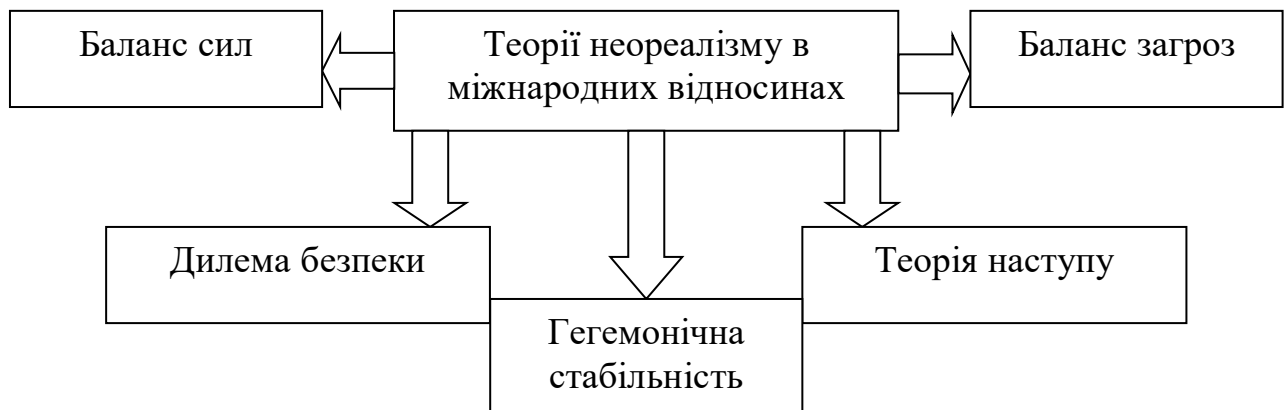 Баланс сил
Теорії неореалізму в
міжнародних відносинах
Баланс загроз
Дилема безпеки
Теорія наступу
Гегемонічна
стабільність